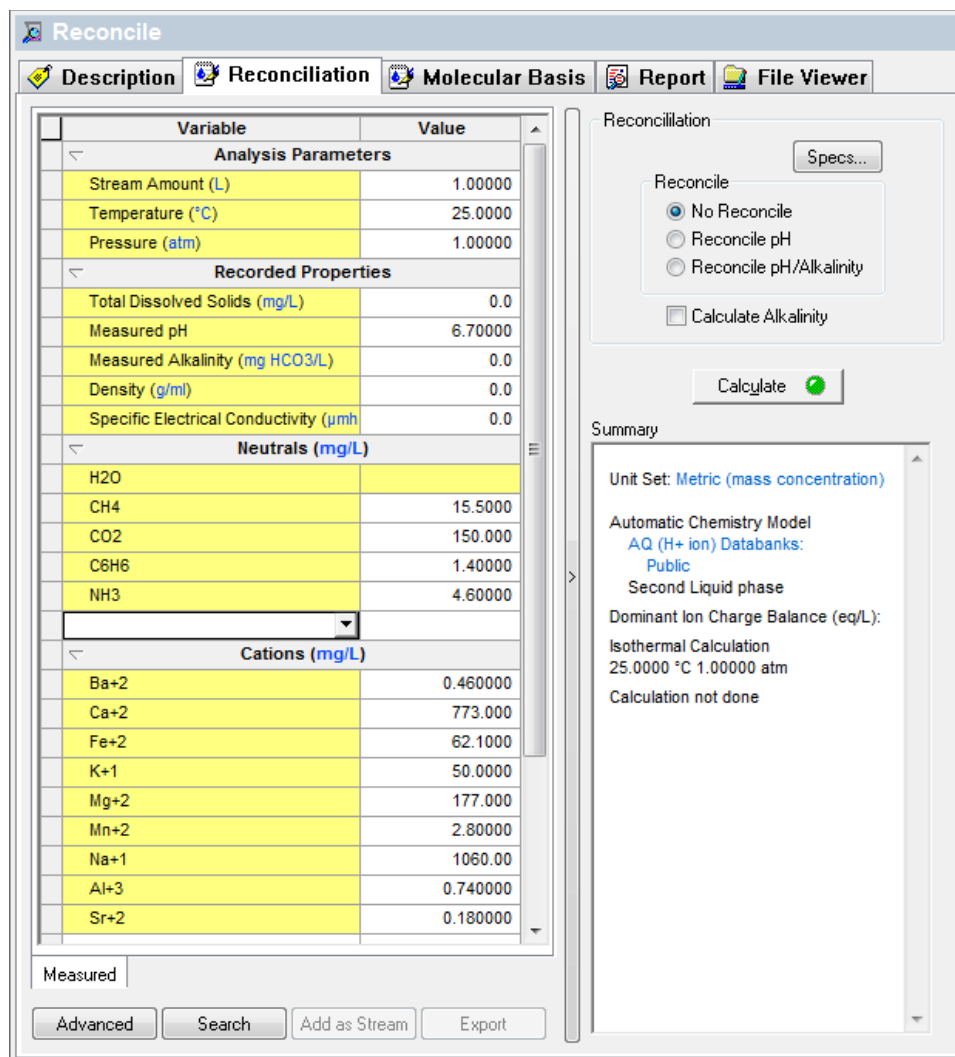 Reconcile
Description Reconciliation Molecular Basis Report File Viewer
Variable Value
Analysis Parameters
Stream Amount (L) 1.00000
Temperature (°C) 25.0000
Pressure (atm) 1.00000
Recorded Properties
Total Dissolved Solids (mg/L) 0.0
Measured pH 6.70000
Measured Alkalinity (mg HCO3/L) 0.0
Density (g/ml) 0.0
Specific Electrical Conductivity (µmh 0.0
Neutrals (mg/L)
H2O
CH4 15.5000
CO2 150.000
C6H6 1.40000
NH3 4.60000
Cations (mg/L)
Ba+2 0.460000
Ca+2 773.000
Fe+2 62.1000
K+1 50.0000
Mg+2 177.000
Mn+2 2.80000
Na+1 1060.00
Al+3 0.740000
Sr+2 0.180000
Measured
Advanced Search Add as Stream Export
Reconcililation
Specs...
Reconcile
No Reconcile
Reconcile pH
Reconcile pH/Alkalinity
Calculate Alkalinity
Calculate
Summary
Unit Set: Metric (mass concentration)
Automatic Chemistry Model
AQ (H+ ion) Databanks:
Public
Second Liquid phase
Dominant Ion Charge Balance (eq/L):
Isothermal Calculation
25.0000 °C 1.00000 atm
Calculation not done